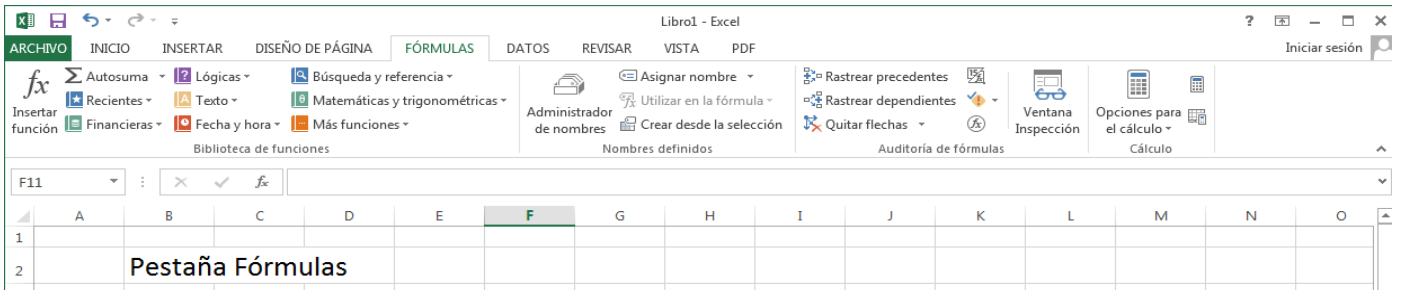 Libro1 - Excel ?
ARCHIVO INICIO INSERTAR DISEÑO DE PÁGINA FÓRMULAS DATOS REVISAR VISTA PDF Iniciar sesión
fx Insertar función
Autosuma Lógicas Búsqueda y referencia
Recientes Texto Matemáticas y trigonométricas
Financieras Fecha y hora Más funciones
Biblioteca de funciones
Administrador de nombres
Asignar nombre
Utilizar en la fórmula
Crear desde la selección
Nombres definidos
Rastrear precedentes
Rastrear dependientes
Quitar flechas
Ventana Inspección
Auditoría de fórmulas
Opciones para el cálculo
Cálculo
F11 fx
A B C D E F G H I J K L M N O
1
2 Pestaña Fórmulas